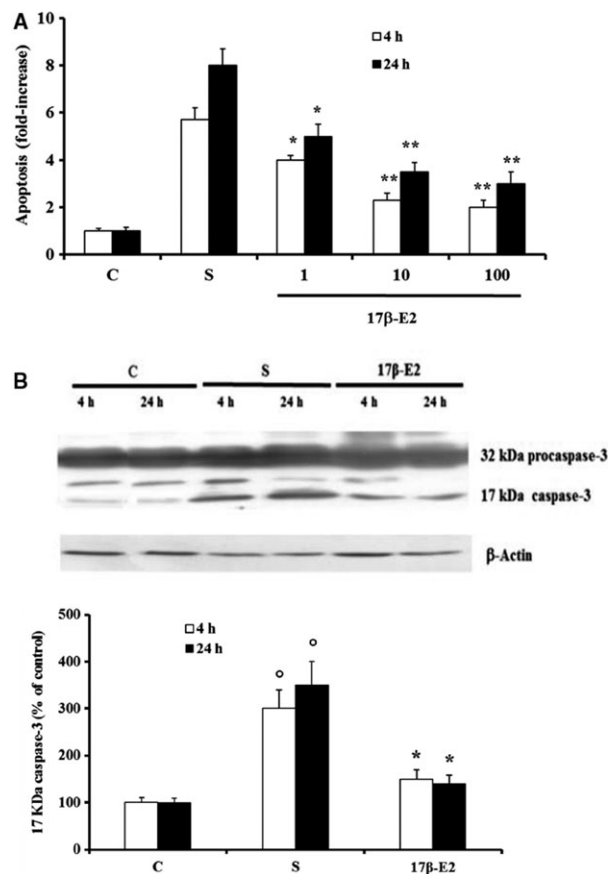 A
Apoptosis (fold-increase)
10
8
6
4
2
0
4 h
24 h
* *
** **
** **
C S 1 10 100
17β-E2
B
C S 17β-E2
4 h 24 h 4 h 24 h 4 h 24 h
32 kDa procaspase-3
17 kDa caspase-3
β-Actin
17 KDa caspase-3 (% of control)
500
400
300
200
100
0
4 h
24 h
° °
* *
C S 17β-E2